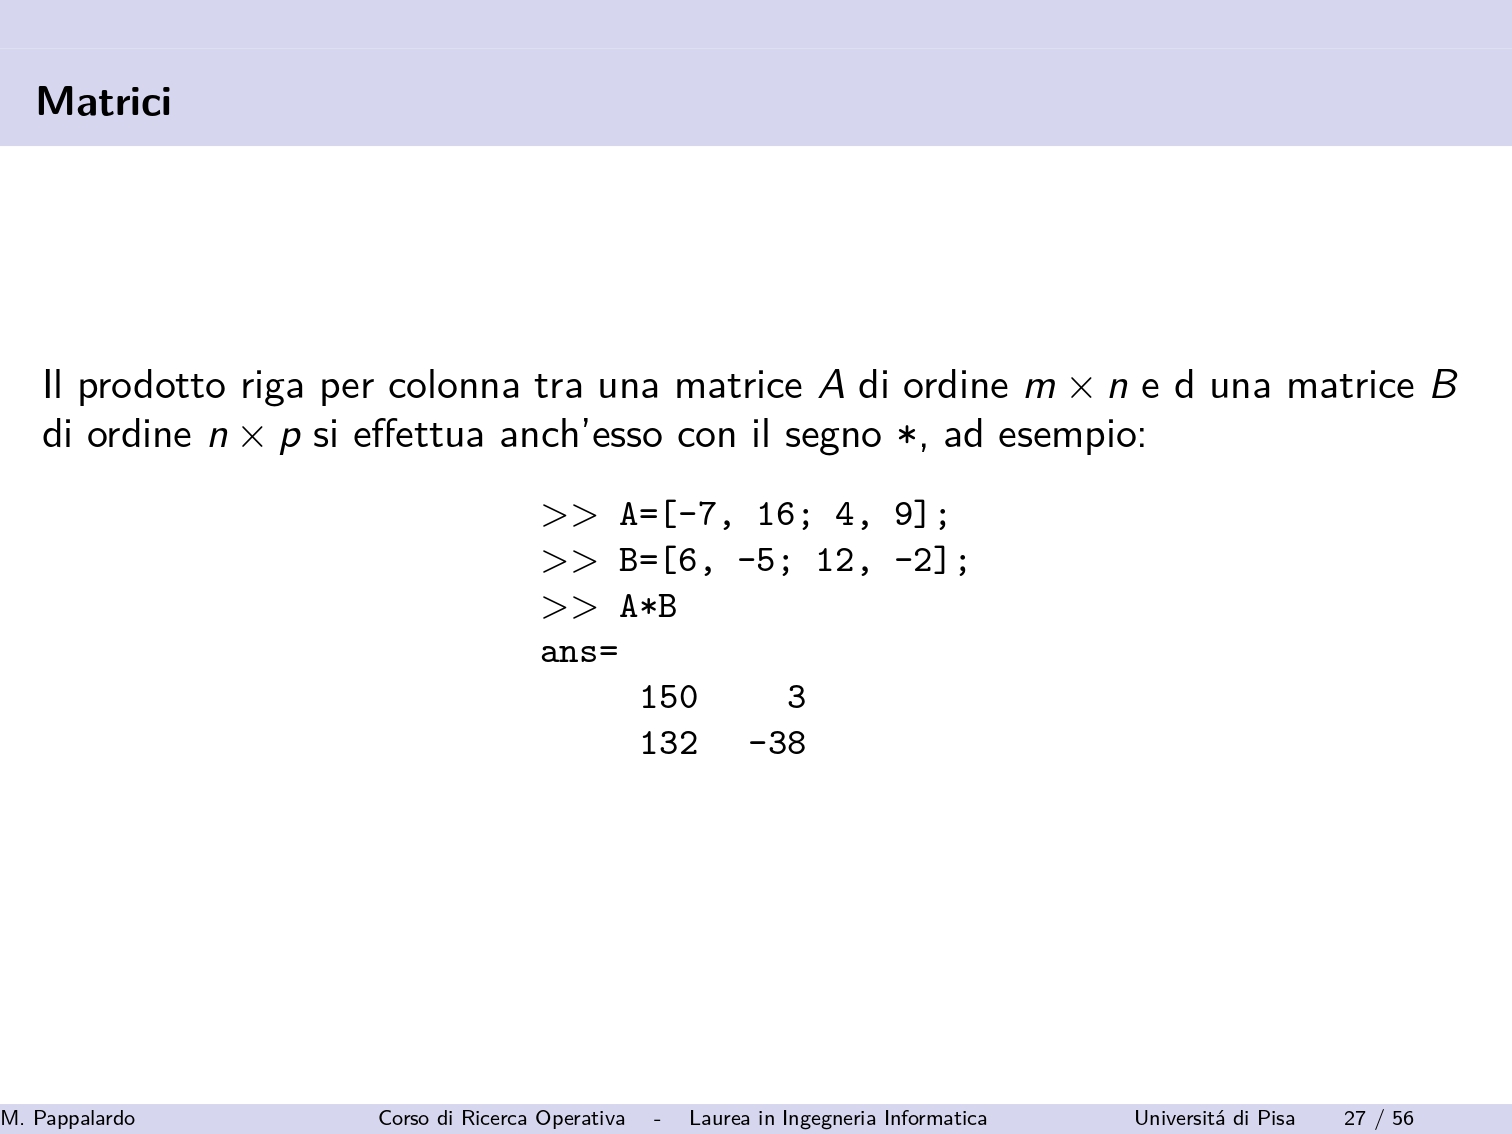 Matrici
Il prodotto riga per colonna tra una matrice A di ordine m × n e d una matrice B
di ordine n × p si effettua anch'esso con il segno *, ad esempio:
>> A=[-7, 16; 4, 9];
>> B=[6, -5; 12, -2];
>> A*B
ans=
150 3
132 -38
M. Pappalardo Corso di Ricerca Operativa - Laurea in Ingegneria Informatica Universitá di Pisa 27 / 56